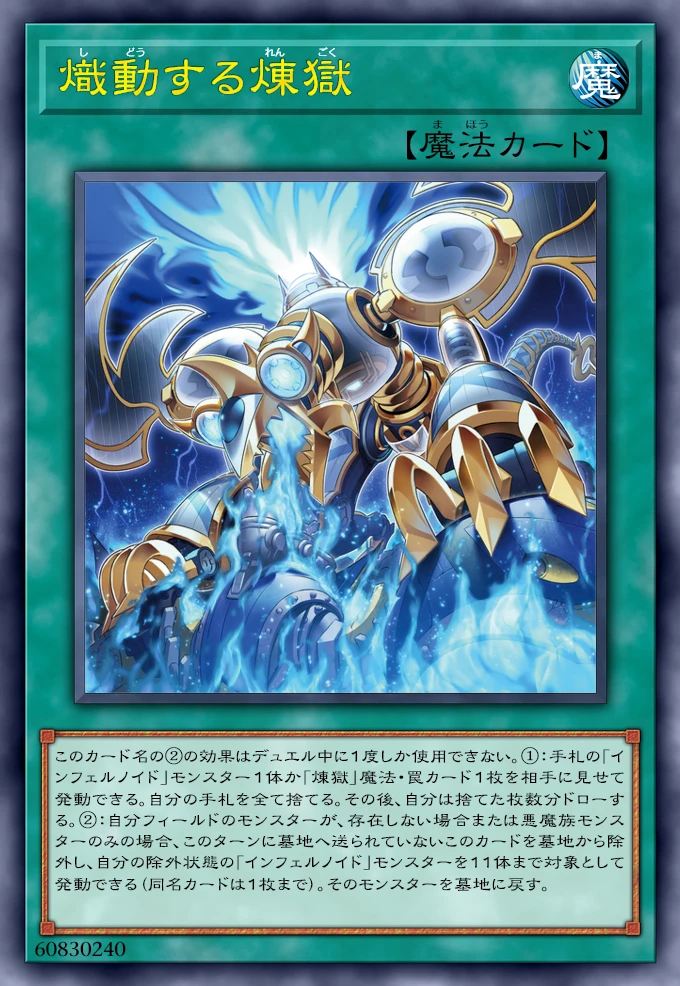 し どう れん ごく
熾動する煉獄
ま
魔
ま ほう
【魔法カード】
このカード名の②の効果はデュエル中に1度しか使用できない。①:手札の「イ
ンフェルノイド」モンスター1体か「煉獄」魔法・罠カード1枚を相手に見せて
発動できる。自分の手札を全て捨てる。その後、自分は捨てた枚数分ドローす
る。②:自分フィールドのモンスターが、存在しない場合または悪魔族モンス
ターのみの場合、このターンに墓地へ送られていないこのカードを墓地から除
外し、自分の除外状態の「インフェルノイド」モンスターを11体まで対象として
発動できる(同名カードは1枚まで)。そのモンスターを墓地に戻す。
60830240